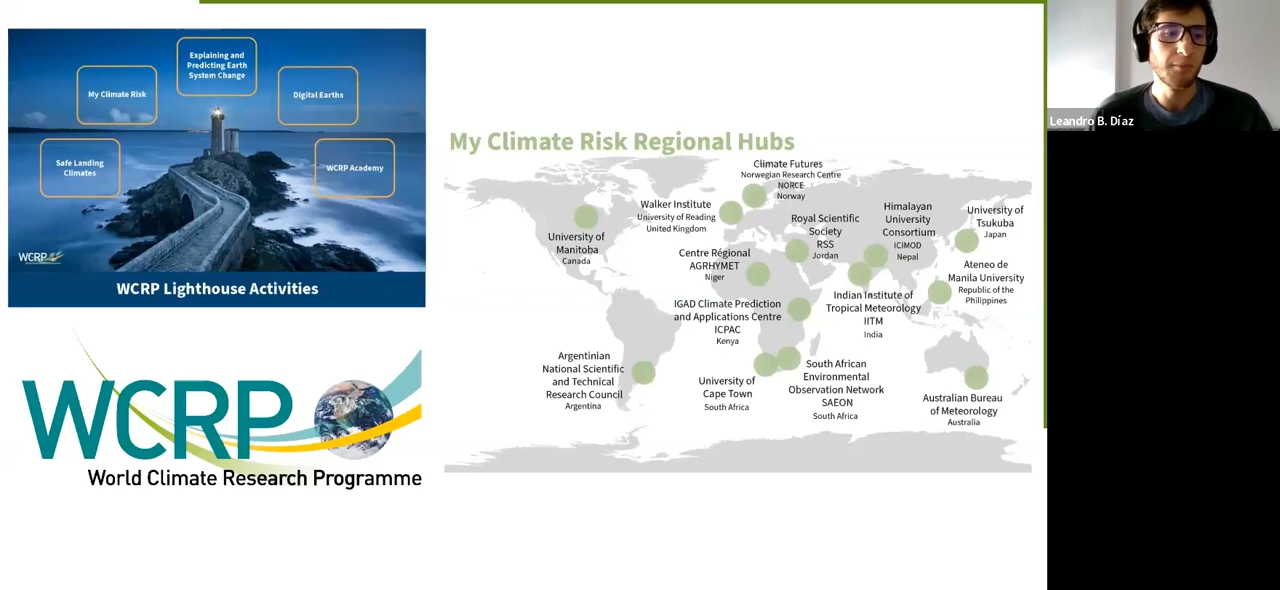 Explaining and
Predicting Earth
System Change
My Climate Risk
Digital Earths
Safe Landing
Climates
WCRP Academy
WCRP
WCRP Lighthouse Activities
WCRP
World Climate Research Programme
My Climate Risk Regional Hubs
Climate Futures
Norwegian Research Centre
NORCE
Norway
Walker Institute
University of Reading
United Kingdom
University of
Manitoba
Canada
Royal Scientific
Society
RSS
Jordan
Himalayan
University
Consortium
ICIMOD
Nepal
University of
Tsukuba
Japan
Centre Régional
AGRHYMET
Niger
Ateneo de
Manila University
Republic of the
Philippines
IGAD Climate Prediction
and Applications Centre
ICPAC
Kenya
Indian Institute of
Tropical Meteorology
IITM
India
Argentinian
National Scientific
and Technical
Research Council
Argentina
University of
Cape Town
South Africa
South African
Environmental
Observation Network
SAEON
South Africa
Australian Bureau
of Meteorology
Australia
Leandro B. Díaz